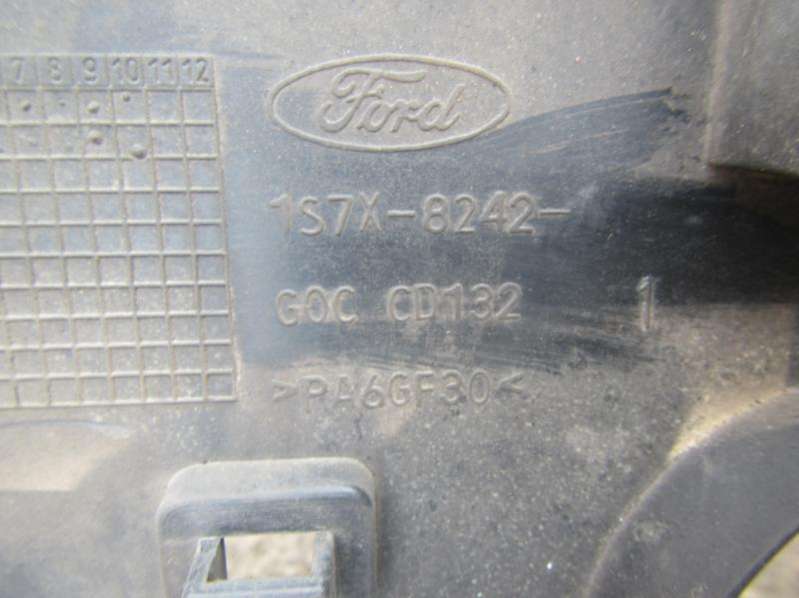 7 8 9 10 11 12
Ford
1S7X-8242-
GOC CD132 1
>PA6GF30<